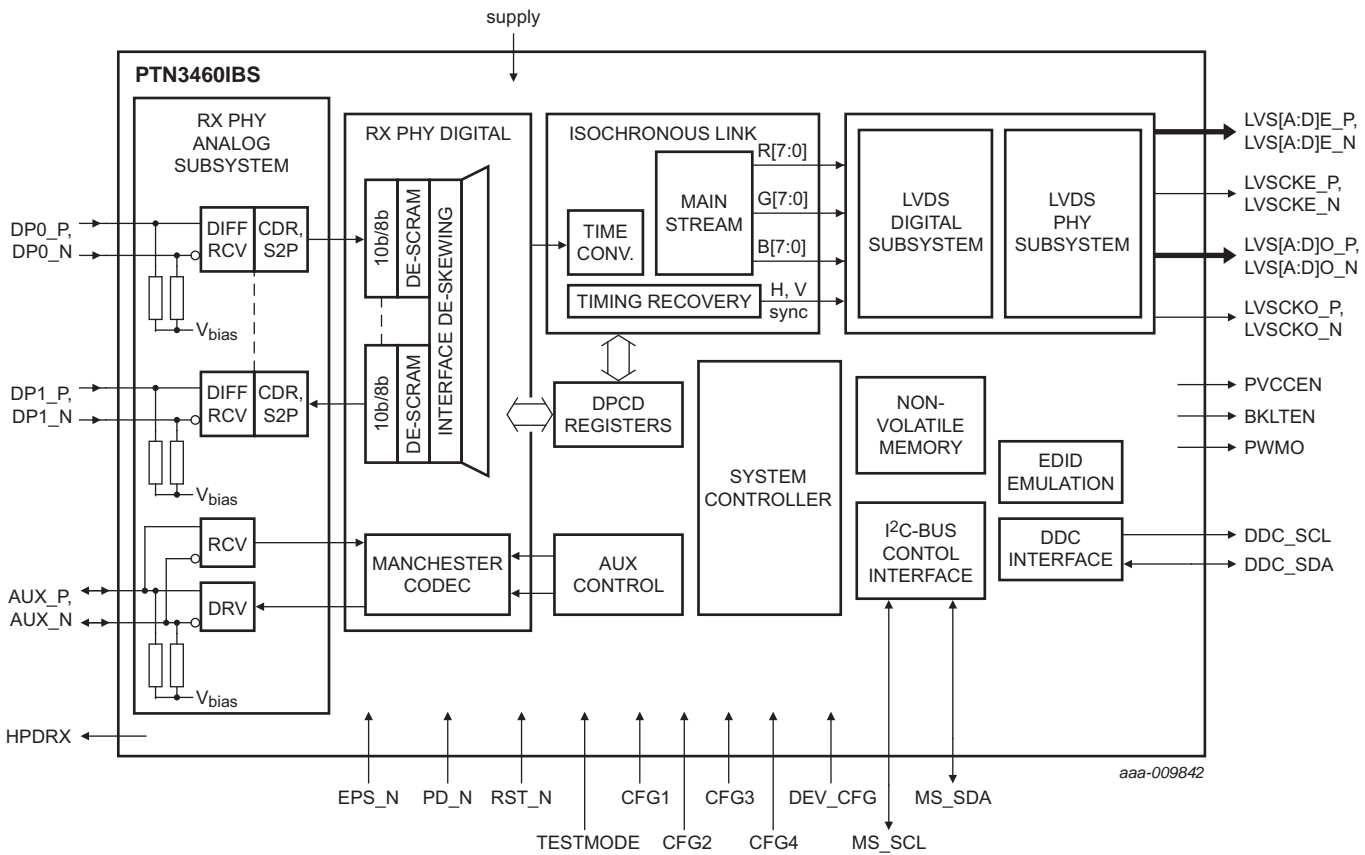 supply
PTN3460IBS
RX PHY
ANALOG
SUBSYSTEM
DP0_P,
DP0_N
DIFF
RCV
CDR,
S2P
Vbias
DP1_P,
DP1_N
DIFF
RCV
CDR,
S2P
Vbias
RCV
AUX_P,
AUX_N
DRV
Vbias
HPDRX
RX PHY DIGITAL
10b/8b
DE-SCRAM
INTERFACE DE-SKEWING
10b/8b
DE-SCRAM
MANCHESTER
CODEC
ISOCHRONOUS LINK
TIME
CONV.
MAIN
STREAM
R[7:0]
G[7:0]
B[7:0]
TIMING RECOVERY
H, V
sync
DPCD
REGISTERS
AUX
CONTROL
LVDS
DIGITAL
SUBSYSTEM
LVDS
PHY
SUBSYSTEM
SYSTEM
CONTROLLER
NON-
VOLATILE
MEMORY
EDID
EMULATION
I2C-BUS
CONTOL
INTERFACE
DDC
INTERFACE
LVS[A:D]E_P,
LVS[A:D]E_N
LVSCKE_P,
LVSCKE_N
LVS[A:D]O_P,
LVS[A:D]O_N
LVSCKO_P,
LVSCKO_N
PVCCEN
BKLTEN
PWMO
DDC_SCL
DDC_SDA
aaa-009842
EPS_N
PD_N
RST_N
TESTMODE
CFG1
CFG2
CFG3
CFG4
DEV_CFG
MS_SCL
MS_SDA